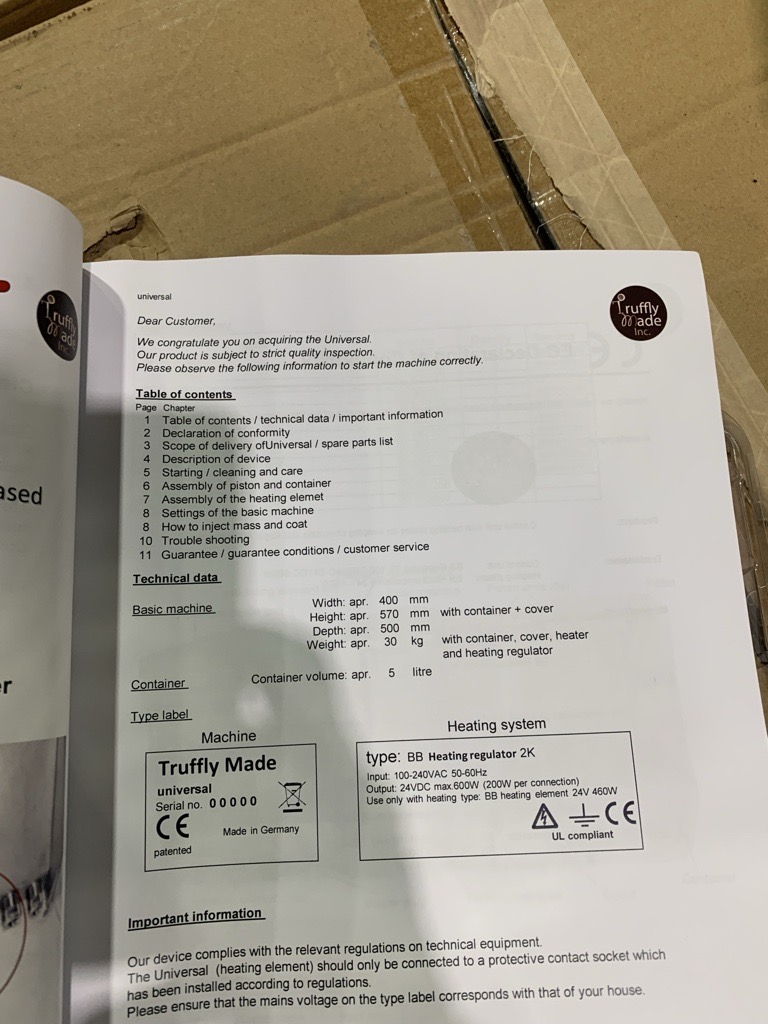 ased
r
Truffly
Made
Inc.
universal
Truffly
Made
Inc.
Dear Customer,
We congratulate you on acquiring the Universal.
Our product is subject to strict quality inspection.
Please observe the following information to start the machine correctly.
Table of contents
Page Chapter
1 Table of contents / technical data / important information
2 Declaration of conformity
3 Scope of delivery ofUniversal / spare parts list
4 Description of device
5 Starting / cleaning and care
6 Assembly of piston and container
7 Assembly of the heating elemet
8 Settings of the basic machine
8 How to inject mass and coat
10 Trouble shooting
11 Guarantee / guarantee conditions / customer service
Technical data
Basic machine Width: apr. 400 mm
Height: apr. 570 mm with container + cover
Depth: apr. 500 mm
Weight: apr. 30 kg with container, cover, heater
and heating regulator
Container Container volume: apr. 5 litre
Type label
Machine
Truffly Made
universal
Serial no. 00000
CE Made in Germany
patented
Heating system
type: BB Heating regulator 2K
Input: 100-240VAC 50-60Hz
Output: 24VDC max.600W (200W per connection)
Use only with heating type: BB heating element 24V 460W
CE
UL compliant
Important information
Our device complies with the relevant regulations on technical equipment.
The Universal (heating element) should only be connected to a protective contact socket which
has been installed according to regulations.
Please ensure that the mains voltage on the type label corresponds with that of your house.